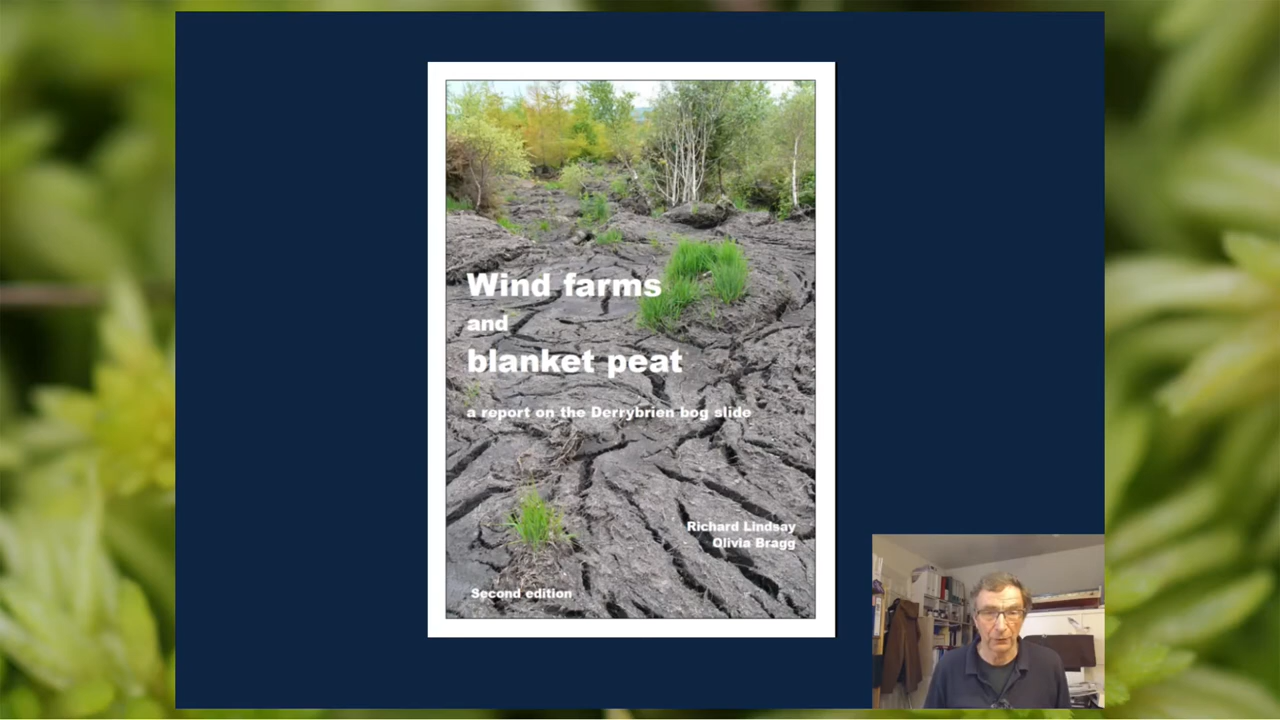 Wind farms
and
blanket peat
a report on the Derrybrien bog slide
Richard Lindsay
Olivia Bragg
Second edition